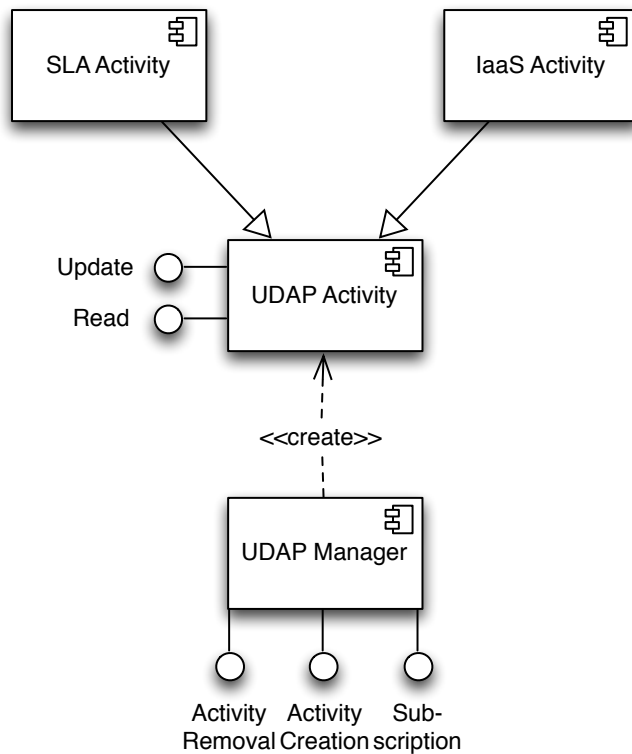 SLA Activity
IaaS Activity
Update
Read
UDAP Activity
<<create>>
UDAP Manager
Activity
Removal
Activity
Creation
Sub-
scription